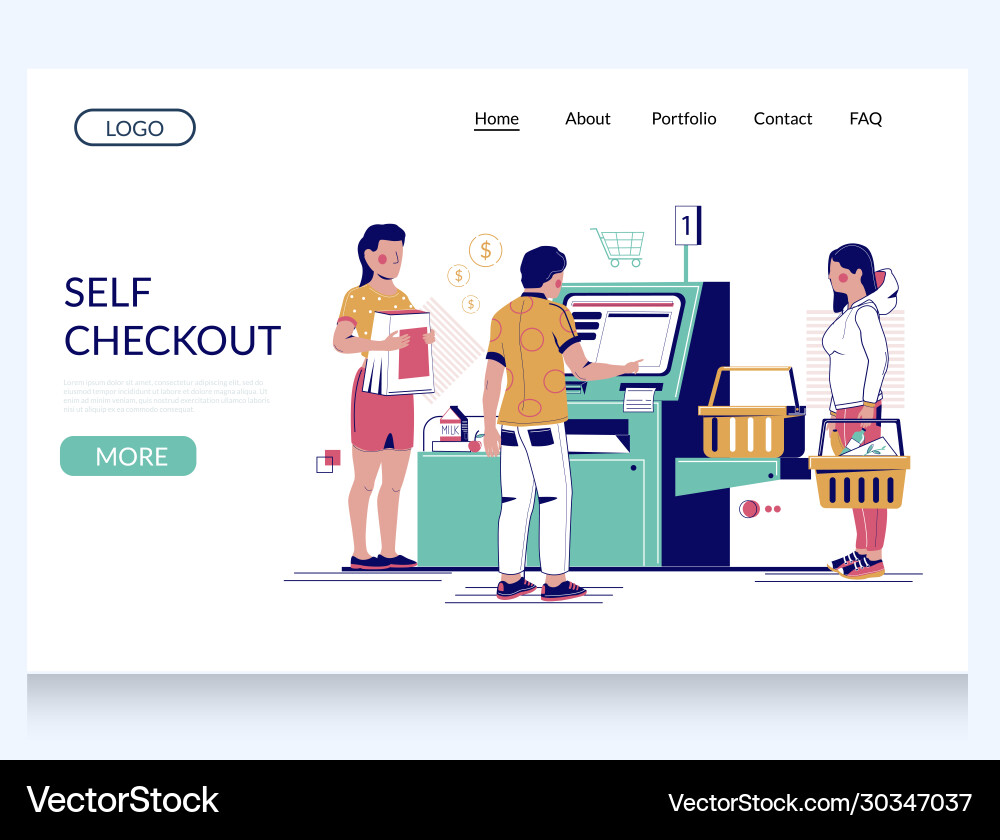 LOGO
Home About Portfolio Contact FAQ
1
$
$
$
SELF
CHECKOUT
Lorem ipsum dolor sit amet, consectetur adipiscing elit, sed do
eiusmod tempor incididunt ut labore et dolore magna aliqua. Ut
enim ad minim veniam, quis nostrud exercitation ullamco laboris
nisi ut aliquip ex ea commodo consequat.
MILK
MORE
VectorStock VectorStock.com/30347037